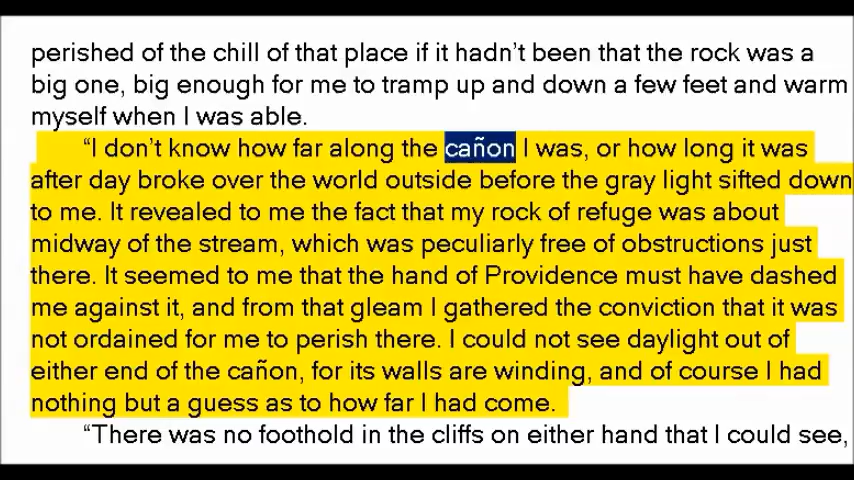 perished of the chill of that place if it hadn’t been that the rock was a
big one, big enough for me to tramp up and down a few feet and warm
myself when I was able.
“I don’t know how far along the cañon I was, or how long it was
after day broke over the world outside before the gray light sifted down
to me. It revealed to me the fact that my rock of refuge was about
midway of the stream, which was peculiarly free of obstructions just
there. It seemed to me that the hand of Providence must have dashed
me against it, and from that gleam I gathered the conviction that it was
not ordained for me to perish there. I could not see daylight out of
either end of the cañon, for its walls are winding, and of course I had
nothing but a guess as to how far I had come.
“There was no foothold in the cliffs on either hand that I could see,